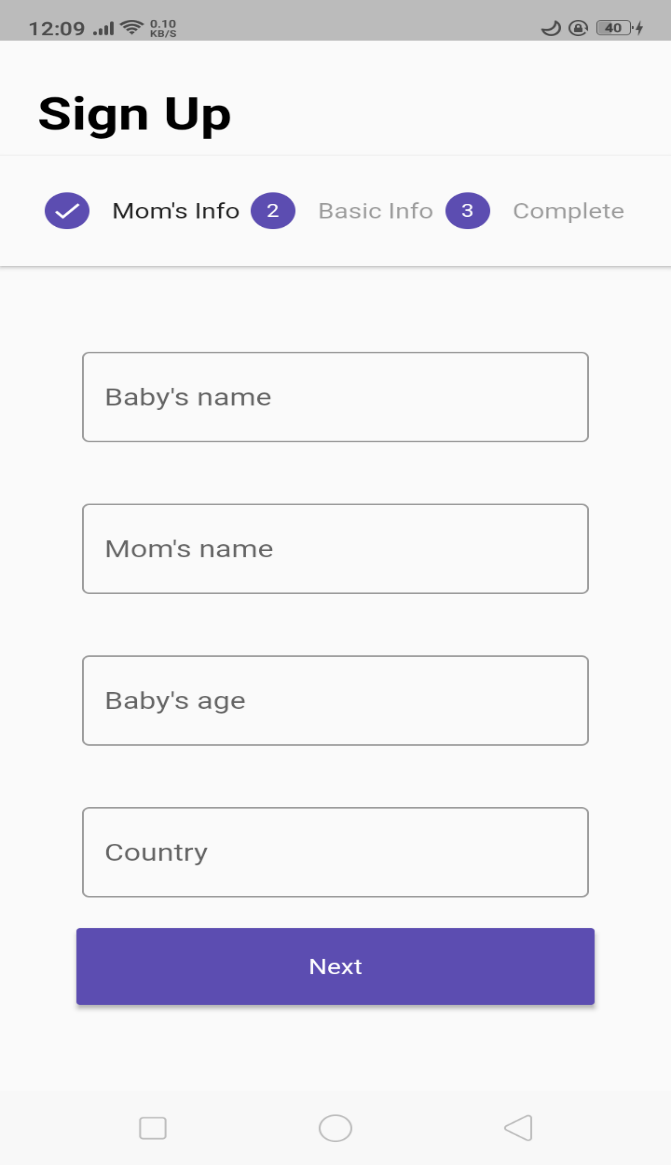 12:09 0.10 KB/S 40
Sign Up
Mom's Info 2 Basic Info 3 Complete
Baby's name
Mom's name
Baby's age
Country
Next